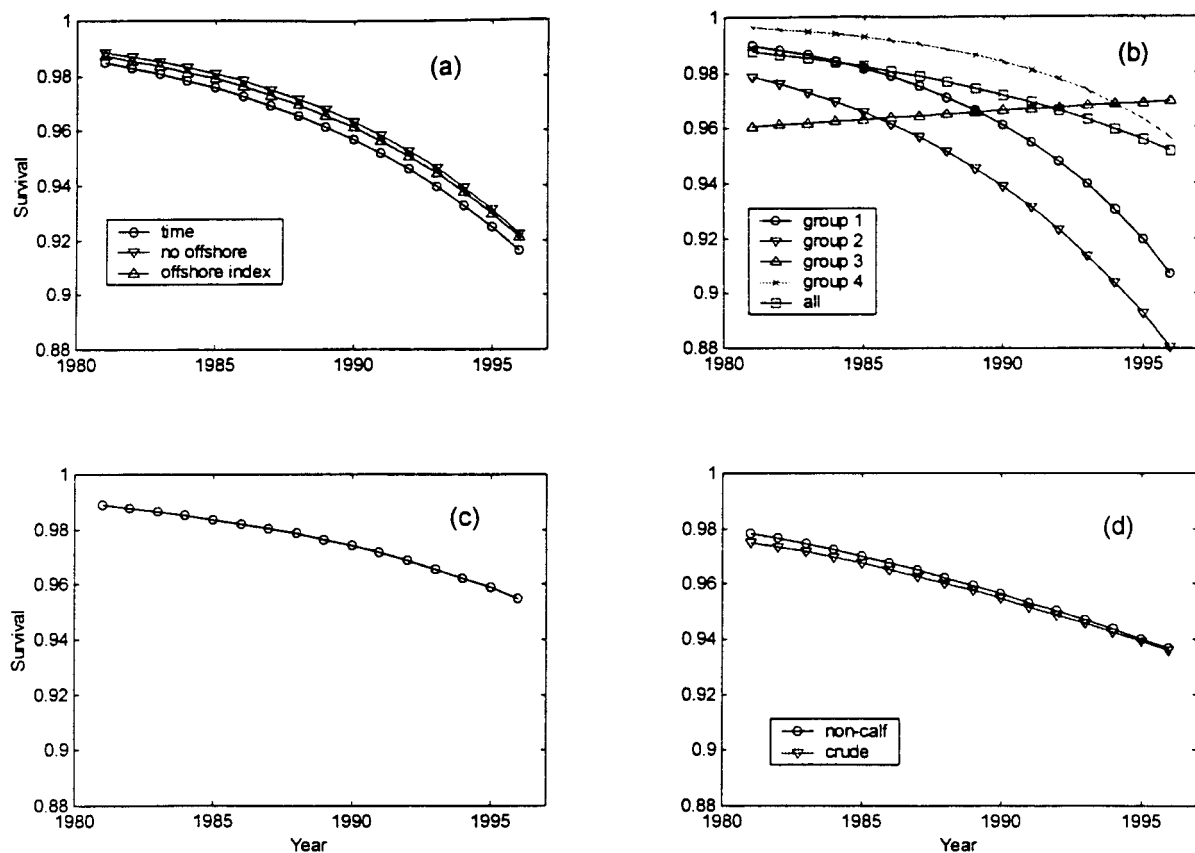 1
0.98
0.96
0.94
0.92
0.9
0.88
1980
1985
1990
1995
Survival
(a)
time
no offshore
offshore index
1
0.98
0.96
0.94
0.92
0.9
0.88
1980
1985
1990
1995
(b)
group 1
group 2
group 3
group 4
all
1
0.98
0.96
0.94
0.92
0.9
0.88
1980
1985
1990
1995
Survival
Year
(c)
1
0.98
0.96
0.94
0.92
0.9
0.88
1980
1985
1990
1995
Year
(d)
non-calf
crude